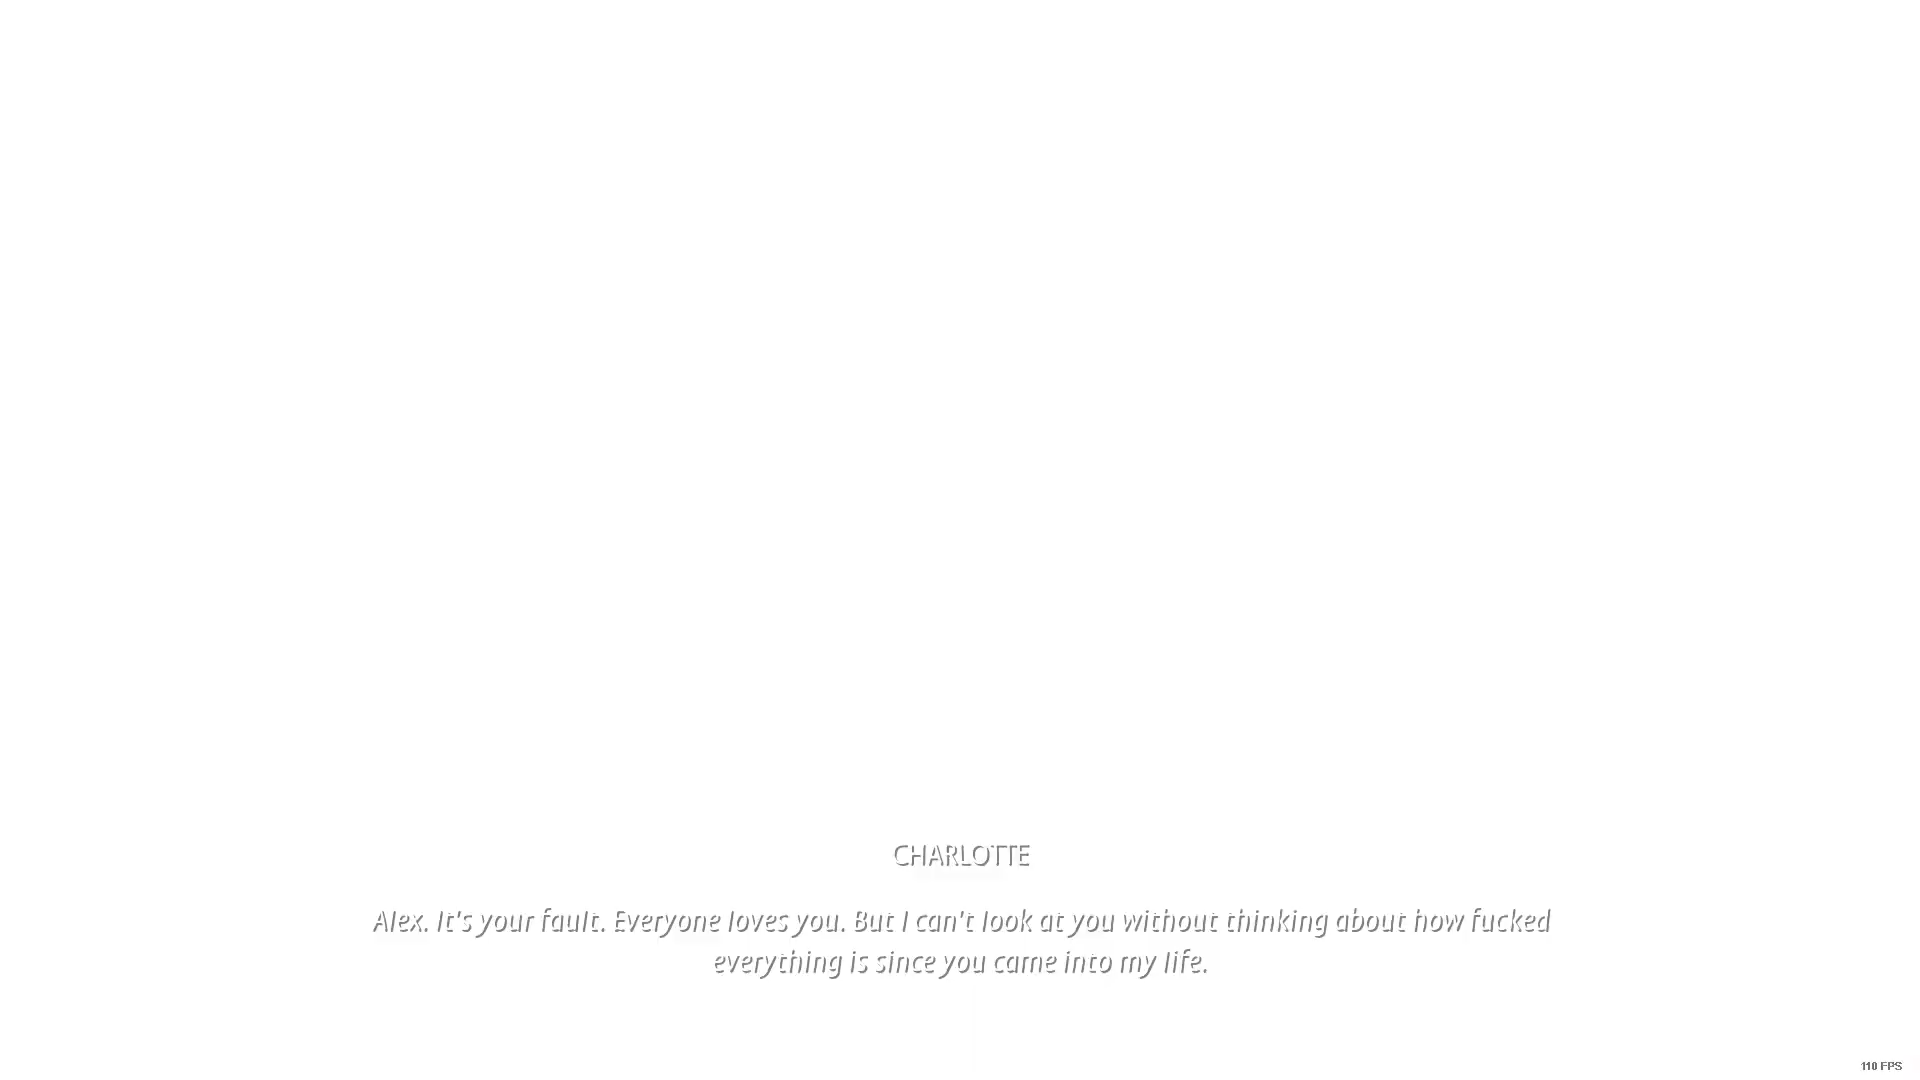 CHARLOTTE
Alex. It's your fault. Everyone loves you. But I can't look at you without thinking about how fucked
everything is since you came into my life.
110 FPS